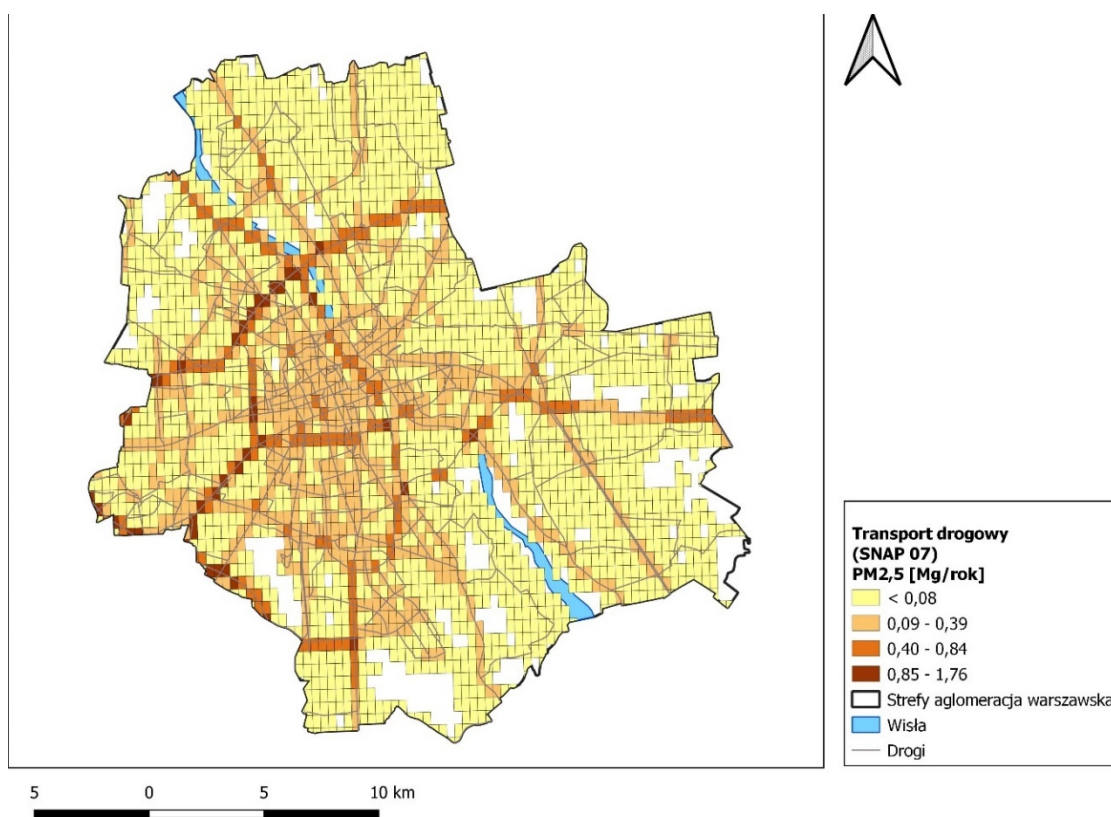 Transport drogowy
(SNAP 07)
PM2,5 [Mg/rok]
< 0,08
0,09 - 0,39
0,40 - 0,84
0,85 - 1,76
Strefy aglomeracja warszawska
Wisła
Drogi
5 0 5 10 km